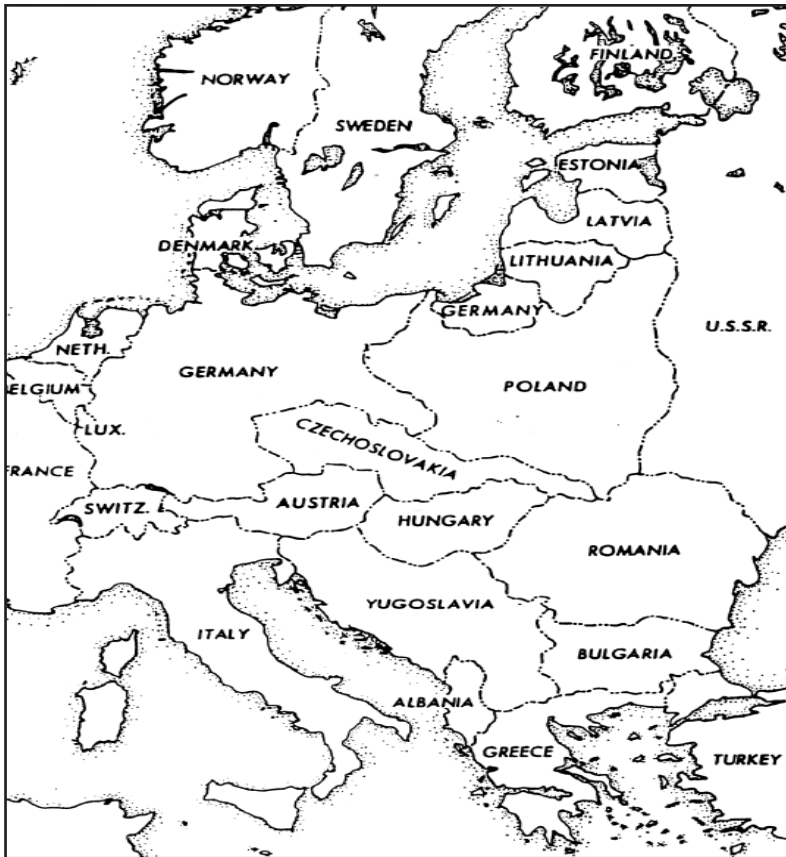 FINLAND
NORWAY
SWEDEN
ESTONIA
LATVIA
DENMARK
LITHUANIA
GERMANY
U.S.S.R.
NETH.
GERMANY
POLAND
ELGIUM
LUX.
CZECHOSLOVAKIA
FRANCE
SWITZ.
AUSTRIA
HUNGARY
ROMANIA
YUGOSLAVIA
ITALY
BULGARIA
ALBANIA
GREECE
TURKEY